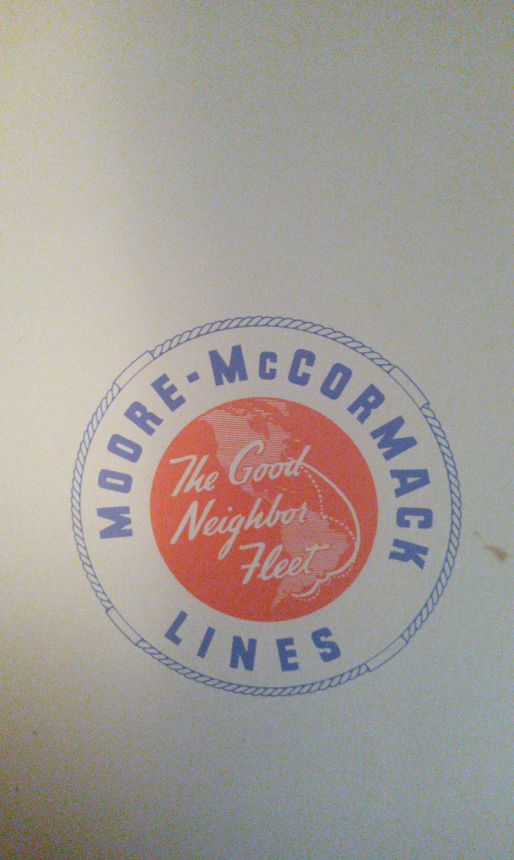 MOORE-McCORMACK
The Good
Neighbor
Fleet
LINES